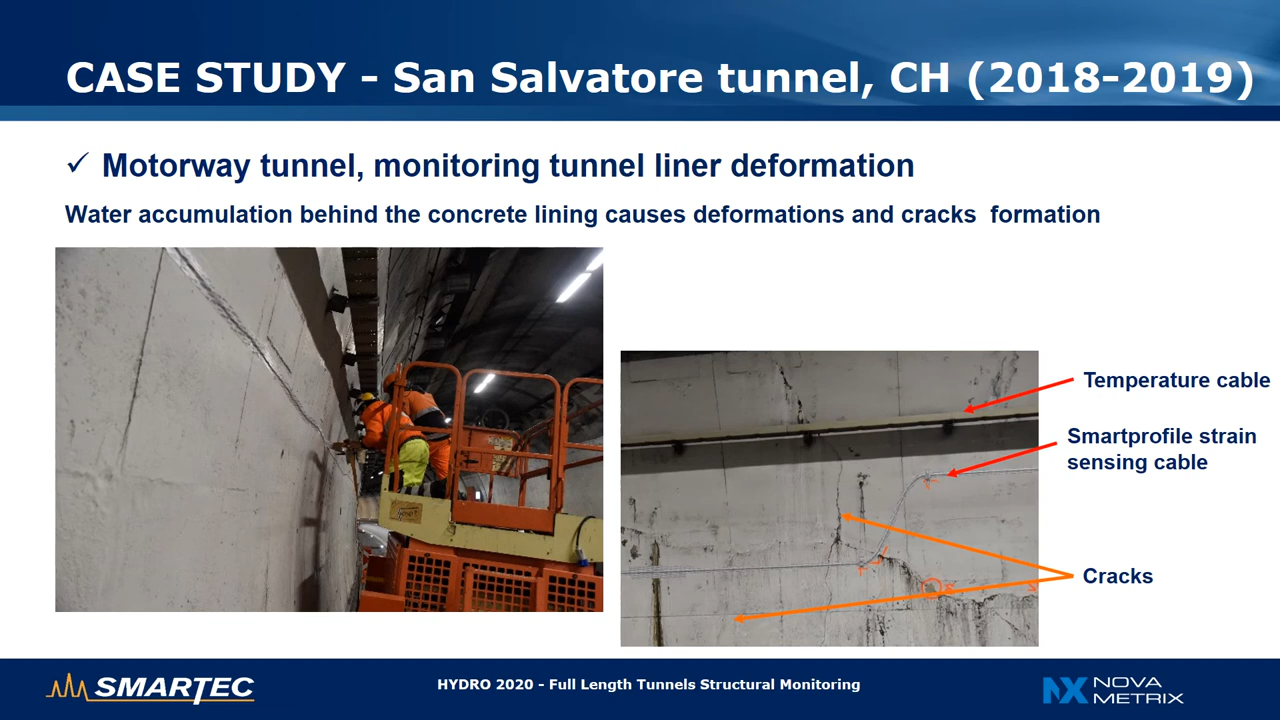 CASE STUDY - San Salvatore tunnel, CH (2018-2019)
✓ Motorway tunnel, monitoring tunnel liner deformation
Water accumulation behind the concrete lining causes deformations and cracks formation
Temperature cable
Smartprofile strain
sensing cable
Cracks
SMARTEC
HYDRO 2020 - Full Length Tunnels Structural Monitoring
NOVA
METRIX